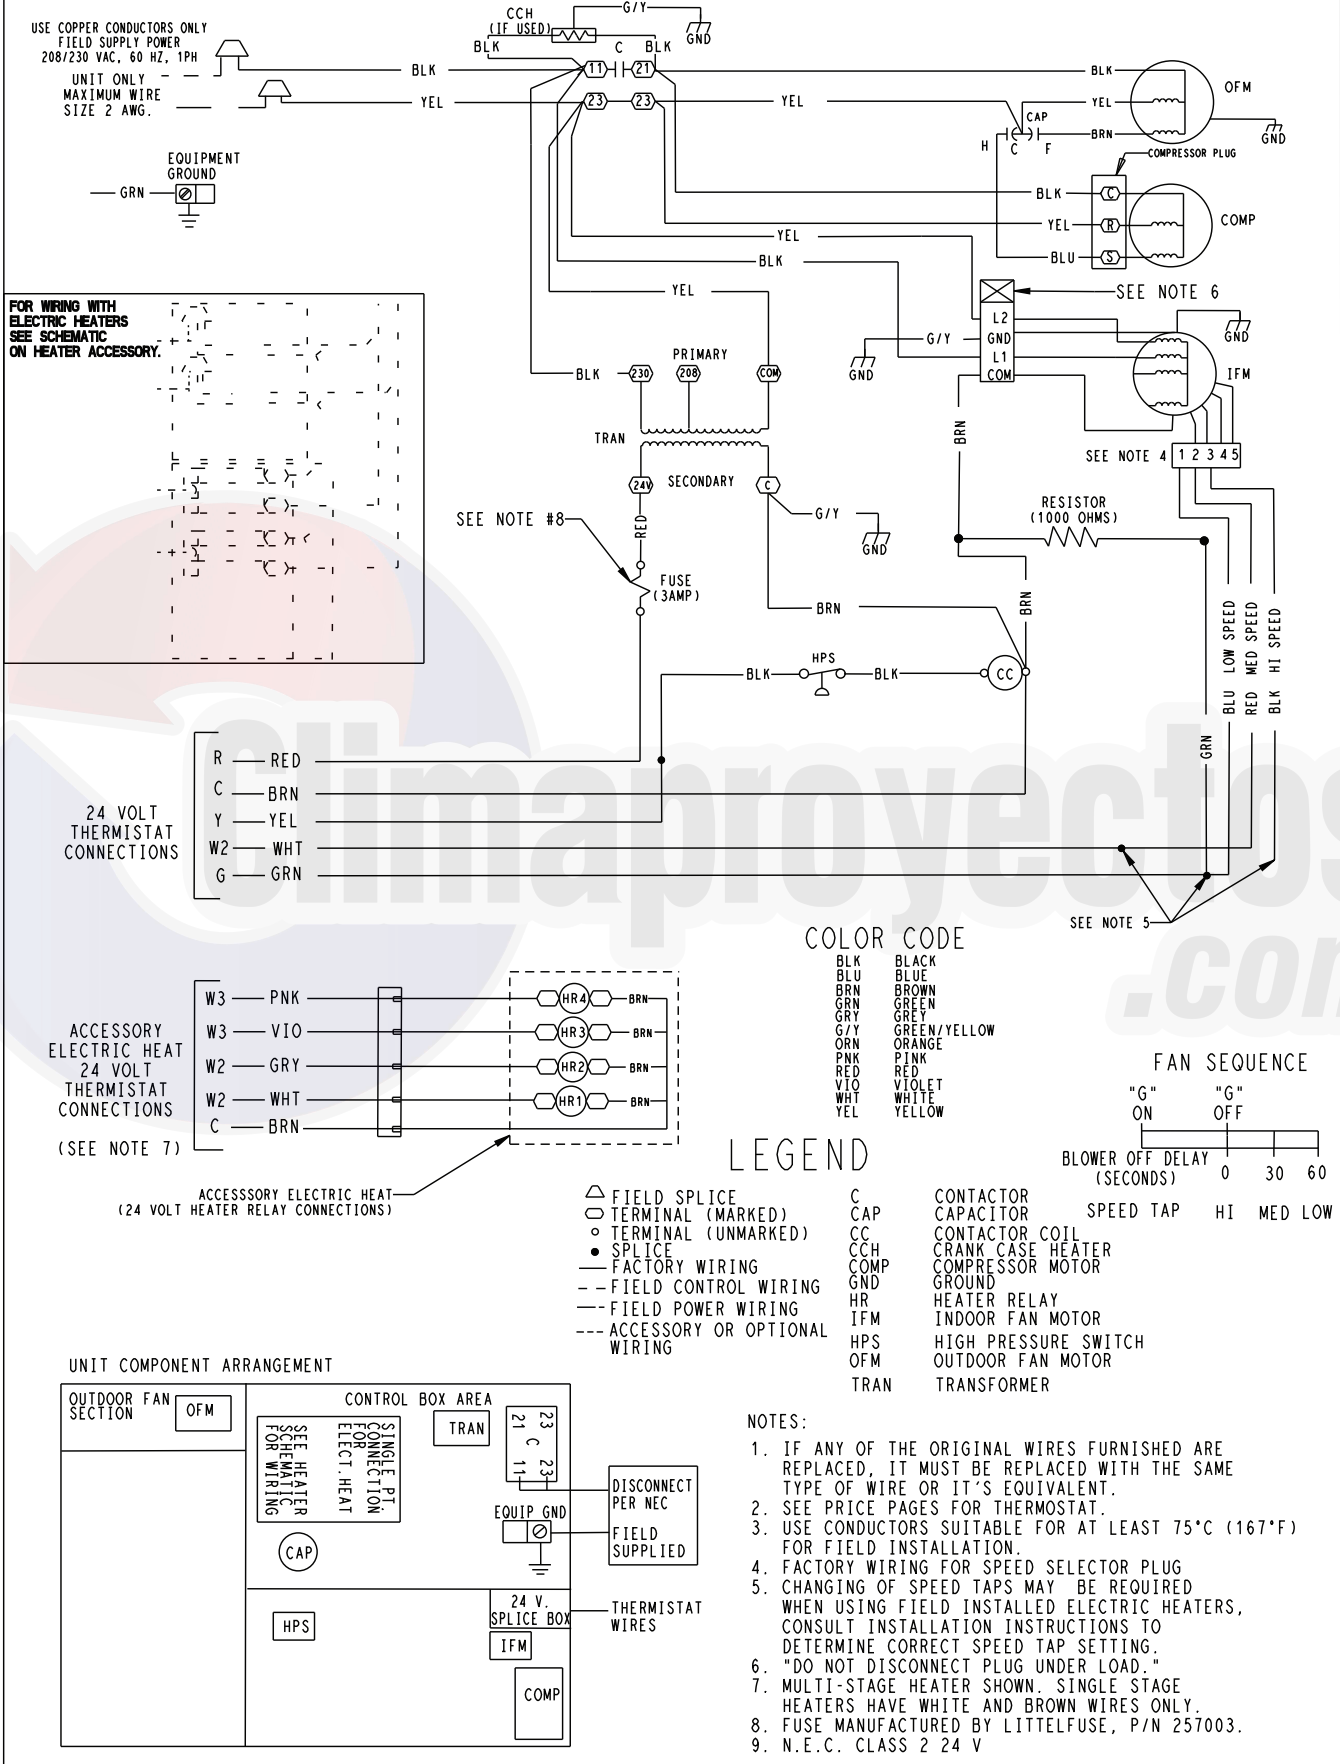 USE COPPER CONDUCTORS ONLY
FIELD SUPPLY POWER
208/230 VAC, 60 HZ, 1PH
UNIT ONLY
MAXIMUM WIRE
SIZE 2 AWG.
BLK
YEL
EQUIPMENT
GROUND
GRN
CCH
(IF USED)
G/Y
GND
BLK
C
BLK
11
21
23
23
YEL
BLK
YEL
BRN
OFM
GND
H
C
F
CAP
COMPRESSOR PLUG
BLK
C
YEL
R
BLU
S
COMP
YEL
BLK
YEL
SEE NOTE 6
L2
GND
L1
COM
G/Y
GND
GND
IFM
FOR WIRING WITH
ELECTRIC HEATERS
SEE SCHEMATIC
ON HEATER ACCESSORY.
PRIMARY
BLK
230
208
COM
TRAN
24V
SECONDARY
C
RED
G/Y
GND
SEE NOTE #8
FUSE
(3AMP)
BRN
BRN
BRN
SEE NOTE 4
1 2 3 4 5
RESISTOR
(1000 OHMS)
BLU LOW SPEED
RED MED SPEED
BLK HI SPEED
GRN
BLK
HPS
BLK
CC
24 VOLT
THERMISTAT
CONNECTIONS
R RED
C BRN
Y YEL
W2 WHT
G GRN
SEE NOTE 5
Climaproyectos
.com
COLOR CODE
BLK BLACK
BLU BLUE
BRN BROWN
GRN GREEN
GRY GREY
G/Y GREEN/YELLOW
ORN ORANGE
PNK PINK
RED RED
VIO VIOLET
WHT WHITE
YEL YELLOW
ACCESSORY
ELECTRIC HEAT
24 VOLT
THERMISTAT
CONNECTIONS
(SEE NOTE 7)
W3 PNK HR4 BRN
W3 VIO HR3 BRN
W2 GRY HR2 BRN
W2 WHT HR1 BRN
C BRN
ACCESSSORY ELECTRIC HEAT
(24 VOLT HEATER RELAY CONNECTIONS)
FAN SEQUENCE
"G" "G"
ON OFF
BLOWER OFF DELAY
(SECONDS) 0 30 60
SPEED TAP HI MED LOW
LEGEND
FIELD SPLICE
TERMINAL (MARKED)
TERMINAL (UNMARKED)
SPLICE
FACTORY WIRING
FIELD CONTROL WIRING
FIELD POWER WIRING
ACCESSORY OR OPTIONAL
WIRING
C CONTACTOR
CAP CAPACITOR
CC CONTACTOR COIL
CCH CRANK CASE HEATER
COMP COMPRESSOR MOTOR
GND GROUND
HR HEATER RELAY
IFM INDOOR FAN MOTOR
HPS HIGH PRESSURE SWITCH
OFM OUTDOOR FAN MOTOR
TRAN TRANSFORMER
UNIT COMPONENT ARRANGEMENT
OUTDOOR FAN
SECTION
OFM
CONTROL BOX AREA
SINGLE PT.
CONNECTION
FOR
ELECT.HEAT
SEE HEATER
SCHEMATIC
FOR WIRING
TRAN
21 23
C
11 23
DISCONNECT
PER NEC
EQUIP GND
FIELD
SUPPLIED
CAP
24 V.
SPLICE BOX
THERMISTAT
WIRES
HPS
IFM
COMP
NOTES:
1. IF ANY OF THE ORIGINAL WIRES FURNISHED ARE
REPLACED, IT MUST BE REPLACED WITH THE SAME
TYPE OF WIRE OR IT'S EQUIVALENT.
2. SEE PRICE PAGES FOR THERMOSTAT.
3. USE CONDUCTORS SUITABLE FOR AT LEAST 75°C (167°F)
FOR FIELD INSTALLATION.
4. FACTORY WIRING FOR SPEED SELECTOR PLUG
5. CHANGING OF SPEED TAPS MAY BE REQUIRED
WHEN USING FIELD INSTALLED ELECTRIC HEATERS,
CONSULT INSTALLATION INSTRUCTIONS TO
DETERMINE CORRECT SPEED TAP SETTING.
6. "DO NOT DISCONNECT PLUG UNDER LOAD."
7. MULTI-STAGE HEATER SHOWN. SINGLE STAGE
HEATERS HAVE WHITE AND BROWN WIRES ONLY.
8. FUSE MANUFACTURED BY LITTELFUSE, P/N 257003.
9. N.E.C. CLASS 2 24 V